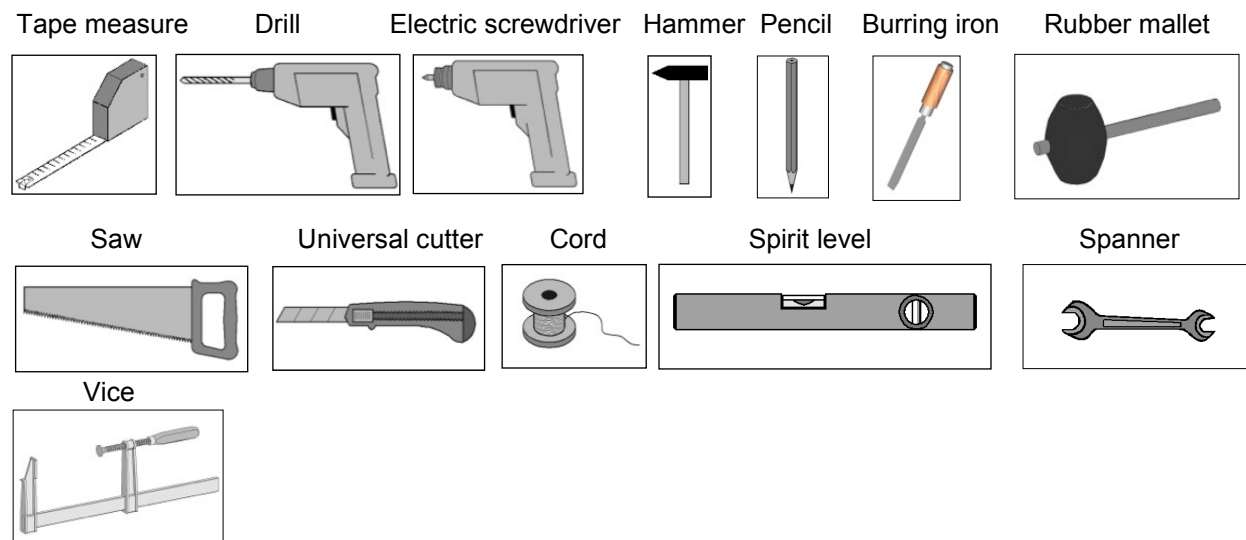 Tape measure Drill Electric screwdriver Hammer Pencil Burring iron Rubber mallet
Saw Universal cutter Cord Spirit level Spanner
Vice